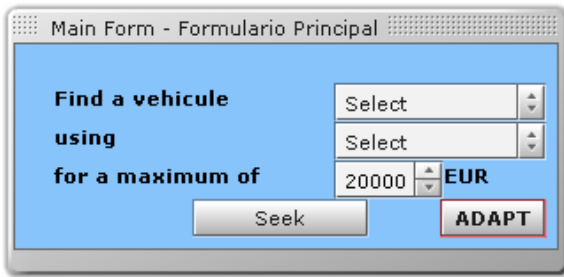 Main Form - Formulario Principal
Find a vehicule Select
using Select
for a maximum of 20000 EUR
Seek ADAPT